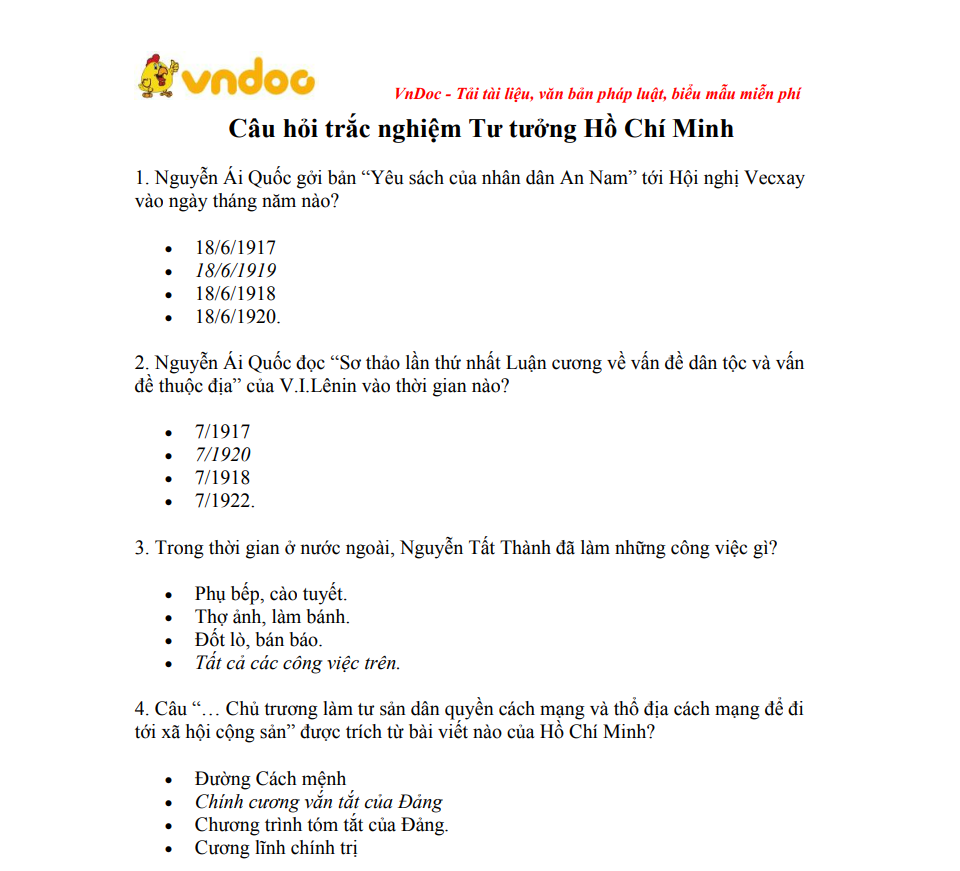 vndoc
VnDoc - Tải tài liệu, văn bản pháp luật, biểu mẫu miễn phí
Câu hỏi trắc nghiệm Tư tưởng Hồ Chí Minh
1. Nguyễn Ái Quốc gởi bản “Yêu sách của nhân dân An Nam” tới Hội nghị Vecxay
vào ngày tháng năm nào?
• 18/6/1917
• 18/6/1919
• 18/6/1918
• 18/6/1920.
2. Nguyễn Ái Quốc đọc “Sơ thảo lần thứ nhất Luận cương về vấn đề dân tộc và vấn
đề thuộc địa” của V.I.Lênin vào thời gian nào?
• 7/1917
• 7/1920
• 7/1918
• 7/1922.
3. Trong thời gian ở nước ngoài, Nguyễn Tất Thành đã làm những công việc gì?
• Phụ bếp, cào tuyết.
• Thợ ảnh, làm bánh.
• Đốt lò, bán báo.
• Tất cả các công việc trên.
4. Câu “… Chủ trương làm tư sản dân quyền cách mạng và thổ địa cách mạng để đi
tới xã hội cộng sản” được trích từ bài viết nào của Hồ Chí Minh?
• Đường Cách mệnh
• Chính cương vắn tắt của Đảng
• Chương trình tóm tắt của Đảng.
• Cương lĩnh chính trị